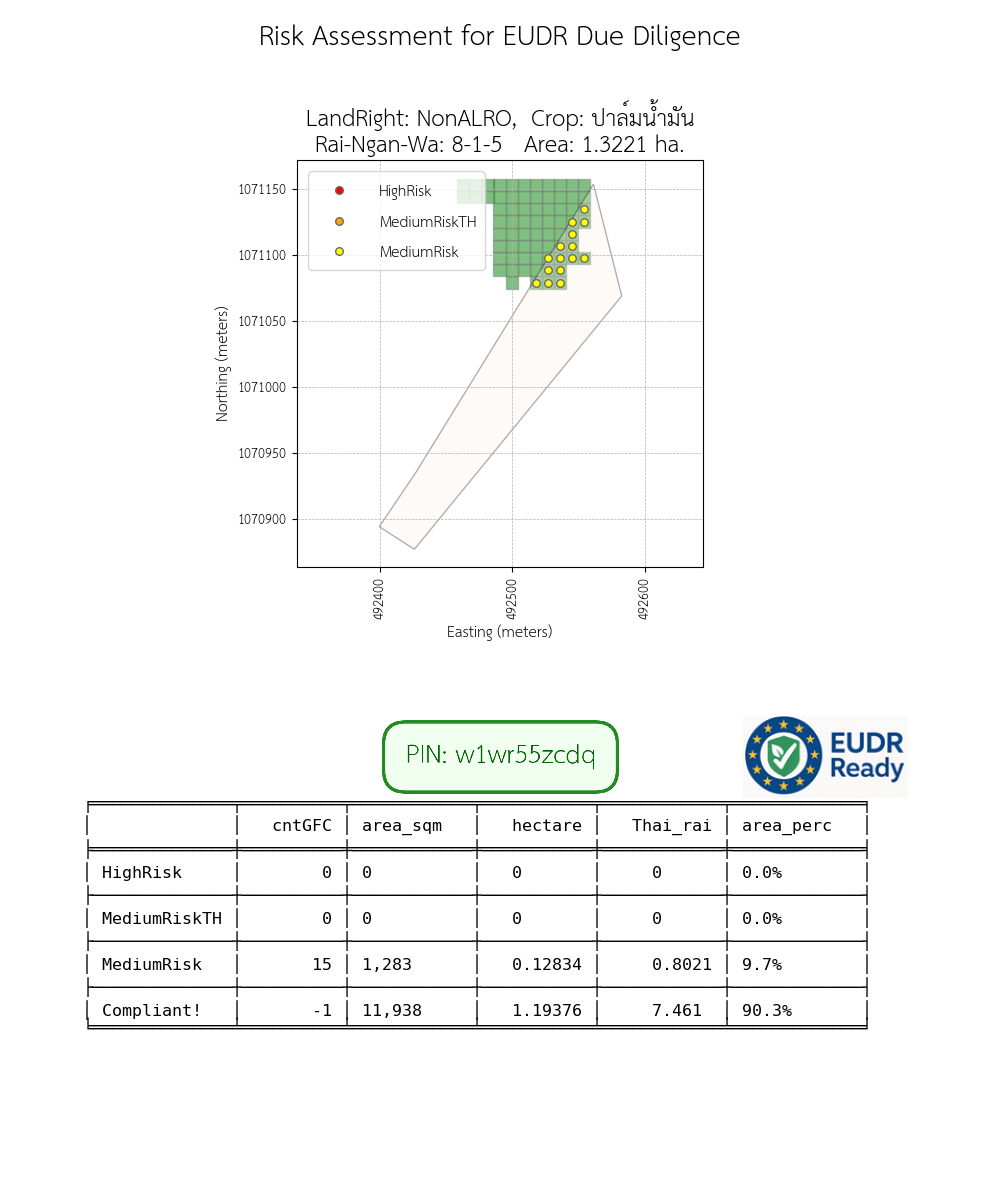 Risk Assessment for EUDR Due Diligence
LandRight: NonALRO,  Crop: ปาล์มน้ำมัน
Rai-Ngan-Wa: 8-1-5   Area: 1.3221 ha.
HighRisk
MediumRiskTH
MediumRisk
Northing (meters)
1071150
1071100
1071050
1071000
1070950
1070900
492400
492500
492600
Easting (meters)
PIN: w1wr55zcdq
EUDR
Ready
cntGFC area_sqm hectare Thai_rai area_perc
HighRisk 0 0 0 0 0.0%
MediumRiskTH 0 0 0 0 0.0%
MediumRisk 15 1,283 0.12834 0.8021 9.7%
Compliant! -1 11,938 1.19376 7.461 90.3%